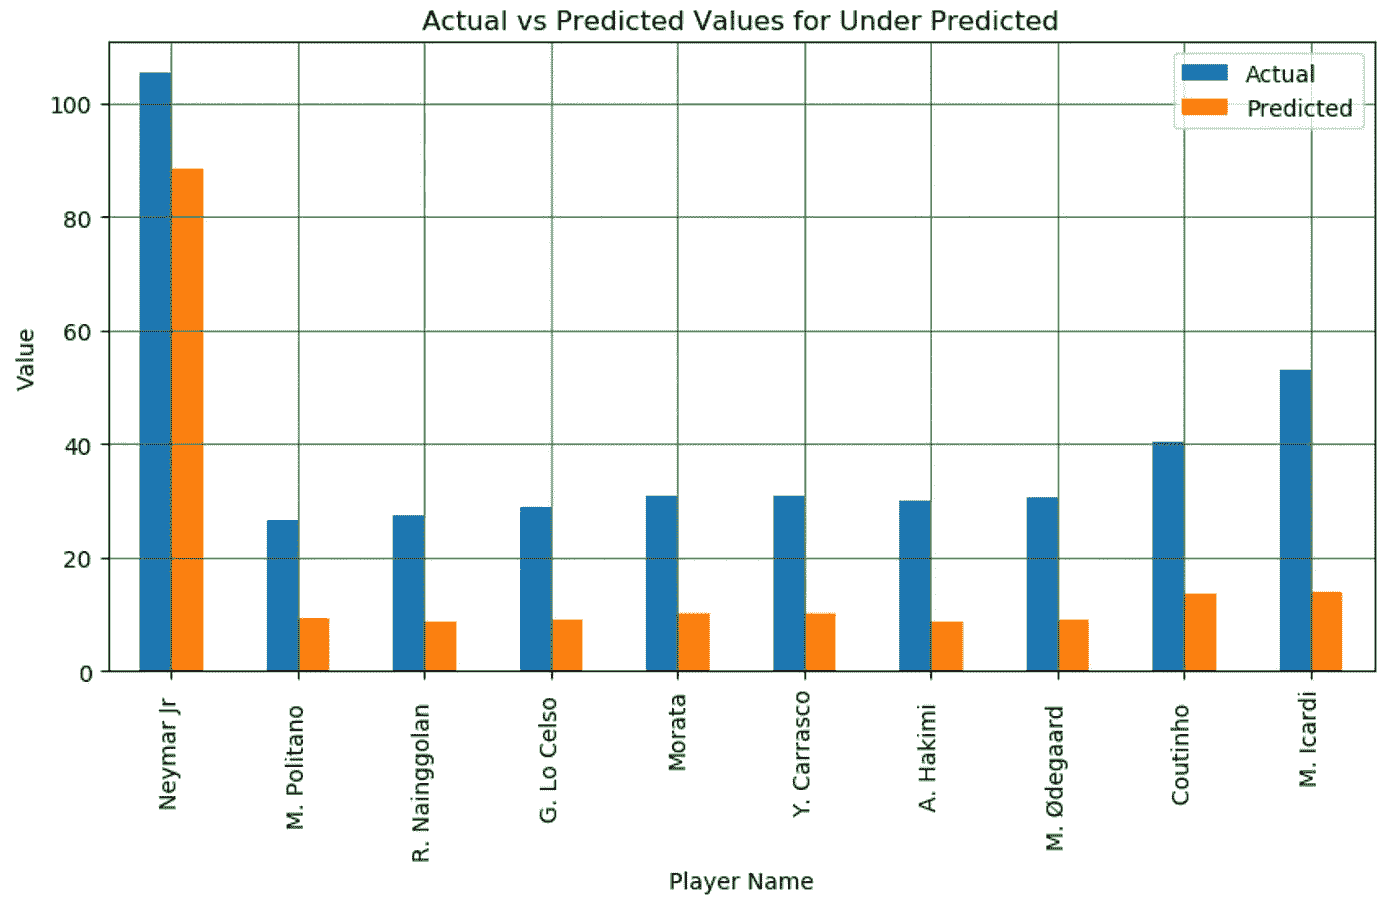 Actual vs Predicted Values for Under Predicted
Actual
Predicted
100
80
60
40
20
0
Value
Neymar Jr
M. Politano
R. Nainggolan
G. Lo Celso
Morata
Y. Carrasco
A. Hakimi
M. Ødegaard
Coutinho
M. Icardi
Player Name